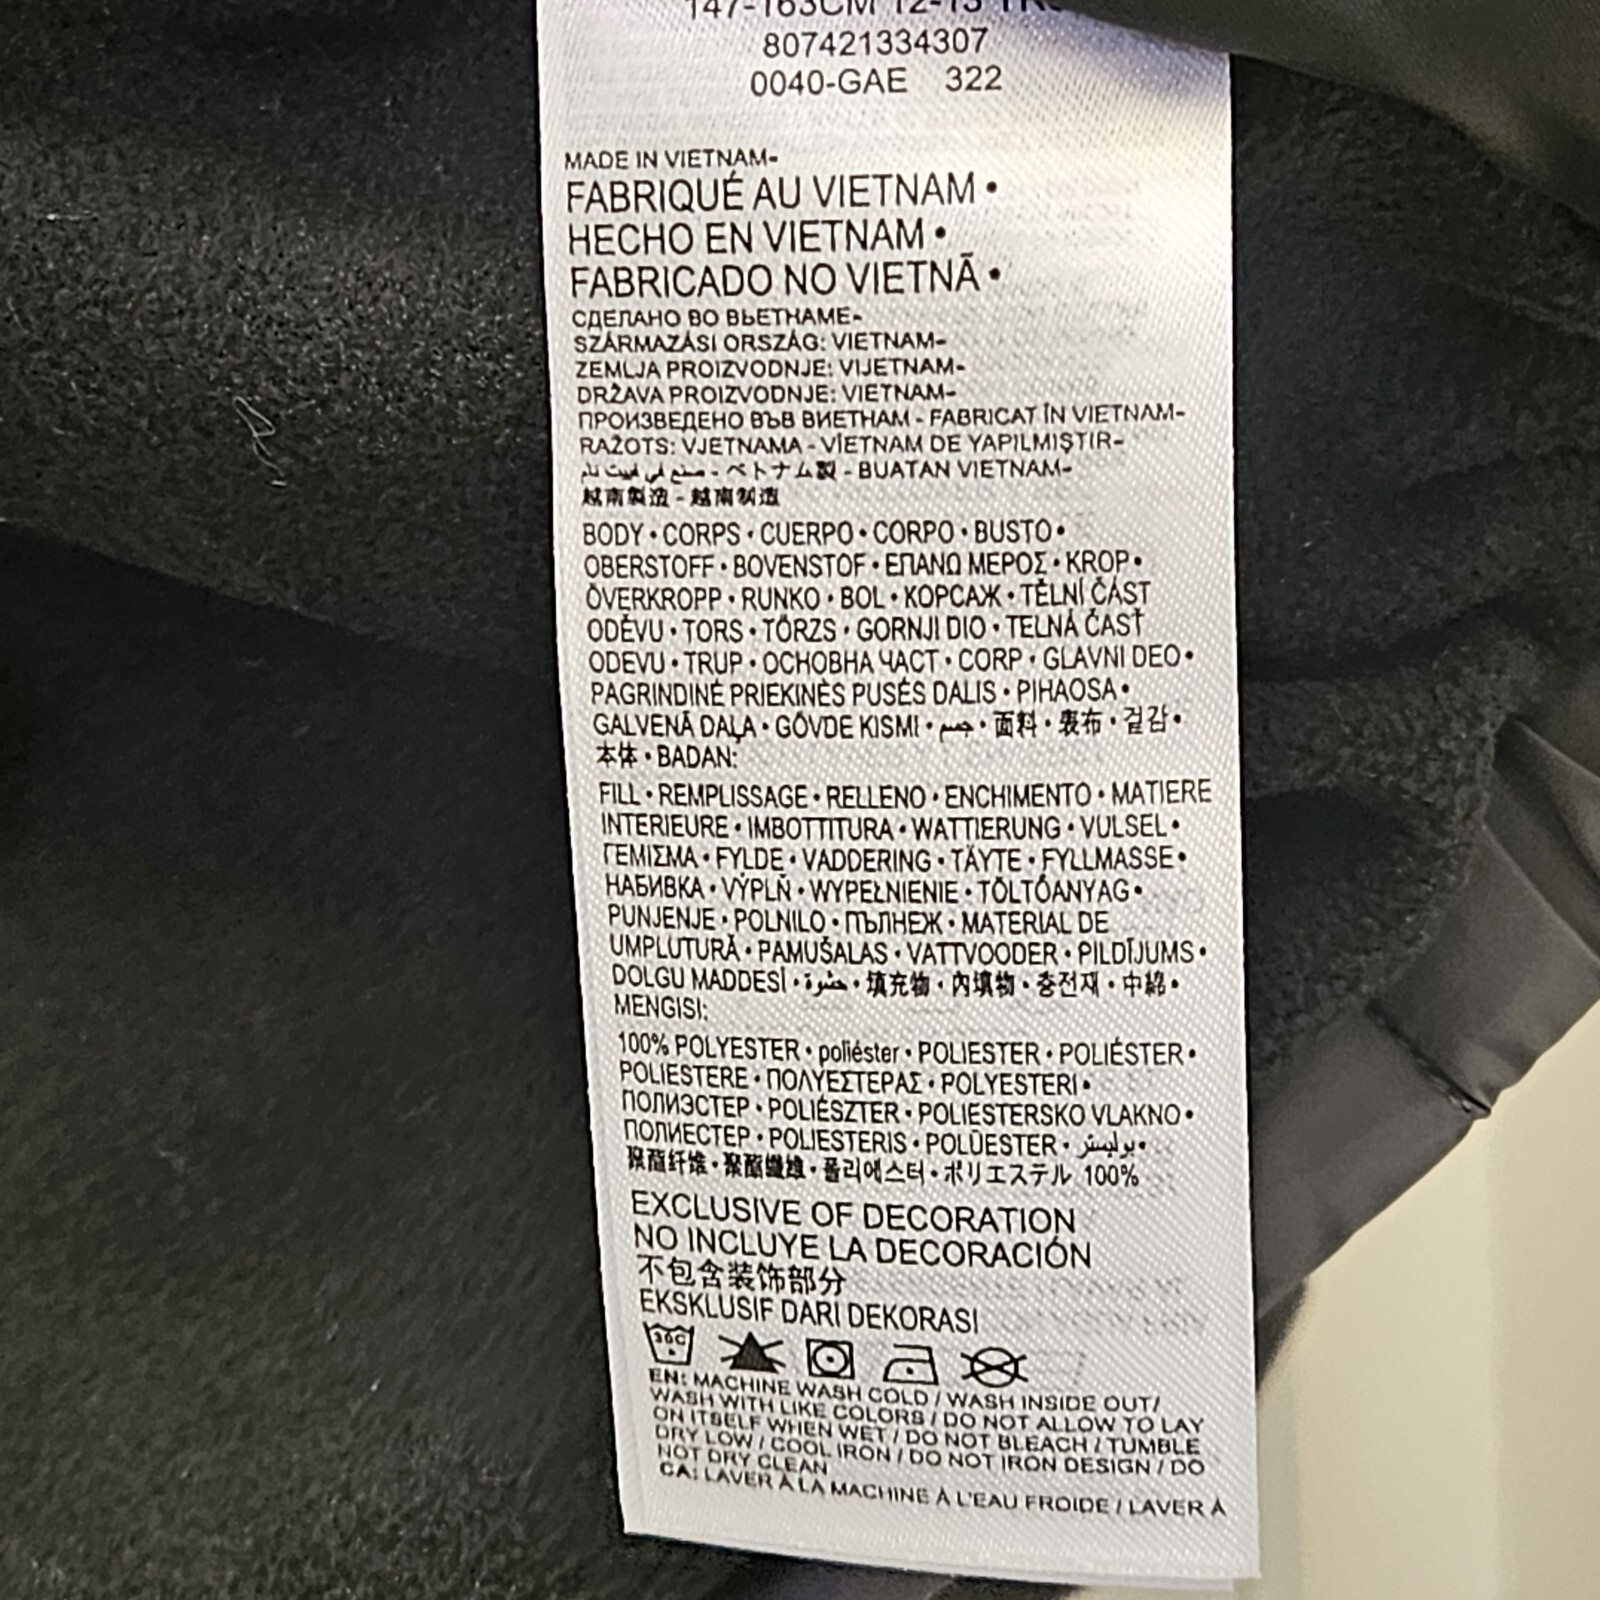 147-163CM 12-13
807421334307
0040-GAE 322
MADE IN VIETNAM-
FABRIQUÉ AU VIETNAM •
HECHO EN VIETNAM •
FABRICADO NO VIETNÃ •
СДЕЛАНО ВО ВЬЕТНАМЕ-
SZÁRMAZÁSI ORSZÁG: VIETNAM-
ZEMLJA PROIZVODNJE: VIJETNAM-
DRŽAVA PROIZVODNJE: VIETNAM-
ПРОИЗВЕДЕНО ВЪВ ВИЕТНАМ - FABRICAT ÎN VIETNAM-
RAŽOTS: VJETNAMA - VİETNAM DE YAPILMIŞTIR-
صنع في فييت نام - ベトナム製 - BUATAN VIETNAM-
越南製造 - 越南制造
BODY • CORPS • CUERPO • CORPO • BUSTO •
OBERSTOFF • BOVENSTOF • ΕΠΑΝΩ ΜΕΡΟΣ • KROP •
ÖVERKROPP • RUNKO • BOL • КОРСАЖ • TĚLNÍ ČÁST
ODĚVU • TORS • TÖRZS • GORNJI DIO • TELNÁ ČASŤ
ODEVU • TRUP • ОСНОВНА ЧАСТ • CORP • GLAVNI DEO •
PAGRINDINĖ PRIEKINĖS PUSĖS DALIS • PIHAOSA •
GALVENĀ DAĻA • GÖVDE KISMI • جسم • 面料 • 表布 • 겉감 •
本体 • BADAN:
FILL • REMPLISSAGE • RELLENO • ENCHIMENTO • MATIERE
INTERIEURE • IMBOTTITURA • WATTIERUNG • VULSEL •
ΓΕΜΙΣΜΑ • FYLDE • VADDERING • TÄYTE • FYLLMASSE •
НАБИВКА • VÝPLŇ • WYPEŁNIENIE • TÖLTŐANYAG •
PUNJENJE • POLNILO • ПЪЛНЕЖ • MATERIAL DE
UMPLUTURĂ • PAMUŠALAS • VATTVOODER • PILDĪJUMS •
DOLGU MADDESİ • حشوة • 填充物 • 內填物 • 충전재 • 中綿 •
MENGISI:
100% POLYESTER • poliéster • POLIESTER • POLIÉSTER •
POLIESTERE • ΠΟΛΥΕΣΤΕΡΑΣ • POLYESTERI •
ПОЛИЭСТЕР • POLIÉSZTER • POLIESTERSKO VLAKNO •
ПОЛИЕСТЕР • POLIESTERIS • POLÜESTER • بوليستر •
聚酯纤维 • 聚酯纖維 • 폴리에스터 • ポリエステル 100%
EXCLUSIVE OF DECORATION
NO INCLUYE LA DECORACIÓN
不包含装饰部分
EKSKLUSIF DARI DEKORASI
30C
EN: MACHINE WASH COLD / WASH INSIDE OUT/
WASH WITH LIKE COLORS / DO NOT ALLOW TO LAY
ON ITSELF WHEN WET / DO NOT BLEACH / TUMBLE
DRY LOW / COOL IRON / DO NOT IRON DESIGN / DO
NOT DRY CLEAN
CA: LAVER À LA MACHINE À L'EAU FROIDE / LAVER À